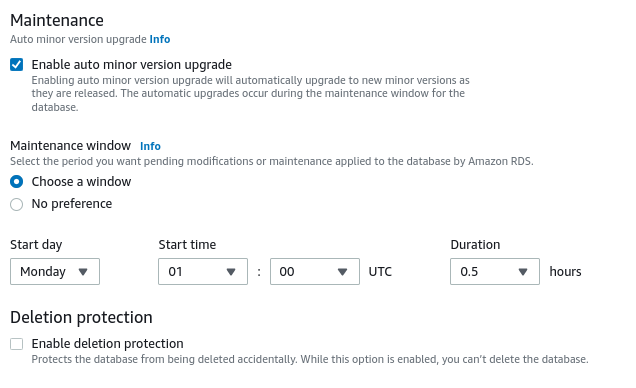 Maintenance
Auto minor version upgrade Info
Enable auto minor version upgrade
Enabling auto minor version upgrade will automatically upgrade to new minor versions as
they are released. The automatic upgrades occur during the maintenance window for the
database.
Maintenance window Info
Select the period you want pending modifications or maintenance applied to the database by Amazon RDS.
Choose a window
No preference
Start day Start time Duration
Monday 01 : 00 UTC 0.5 hours
Deletion protection
Enable deletion protection
Protects the database from being deleted accidentally. While this option is enabled, you can't delete the database.